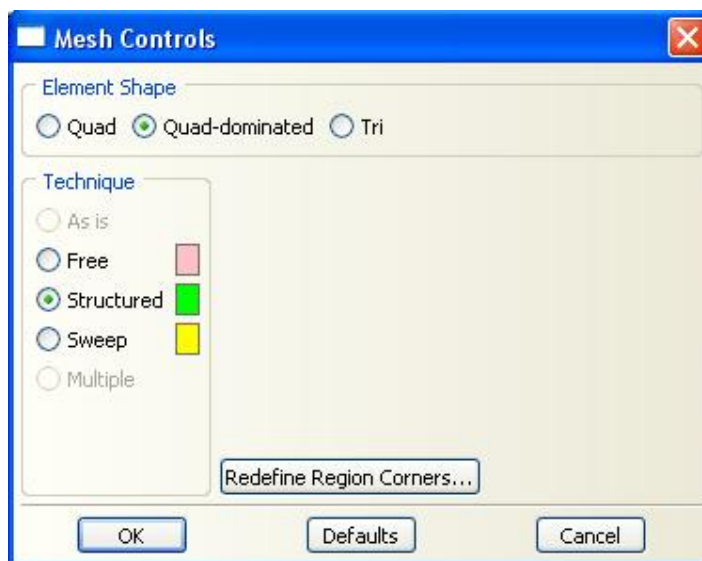 Mesh Controls
Element Shape
Quad Quad-dominated Tri
Technique
As is
Free
Structured
Sweep
Multiple
Redefine Region Corners...
OK Defaults Cancel